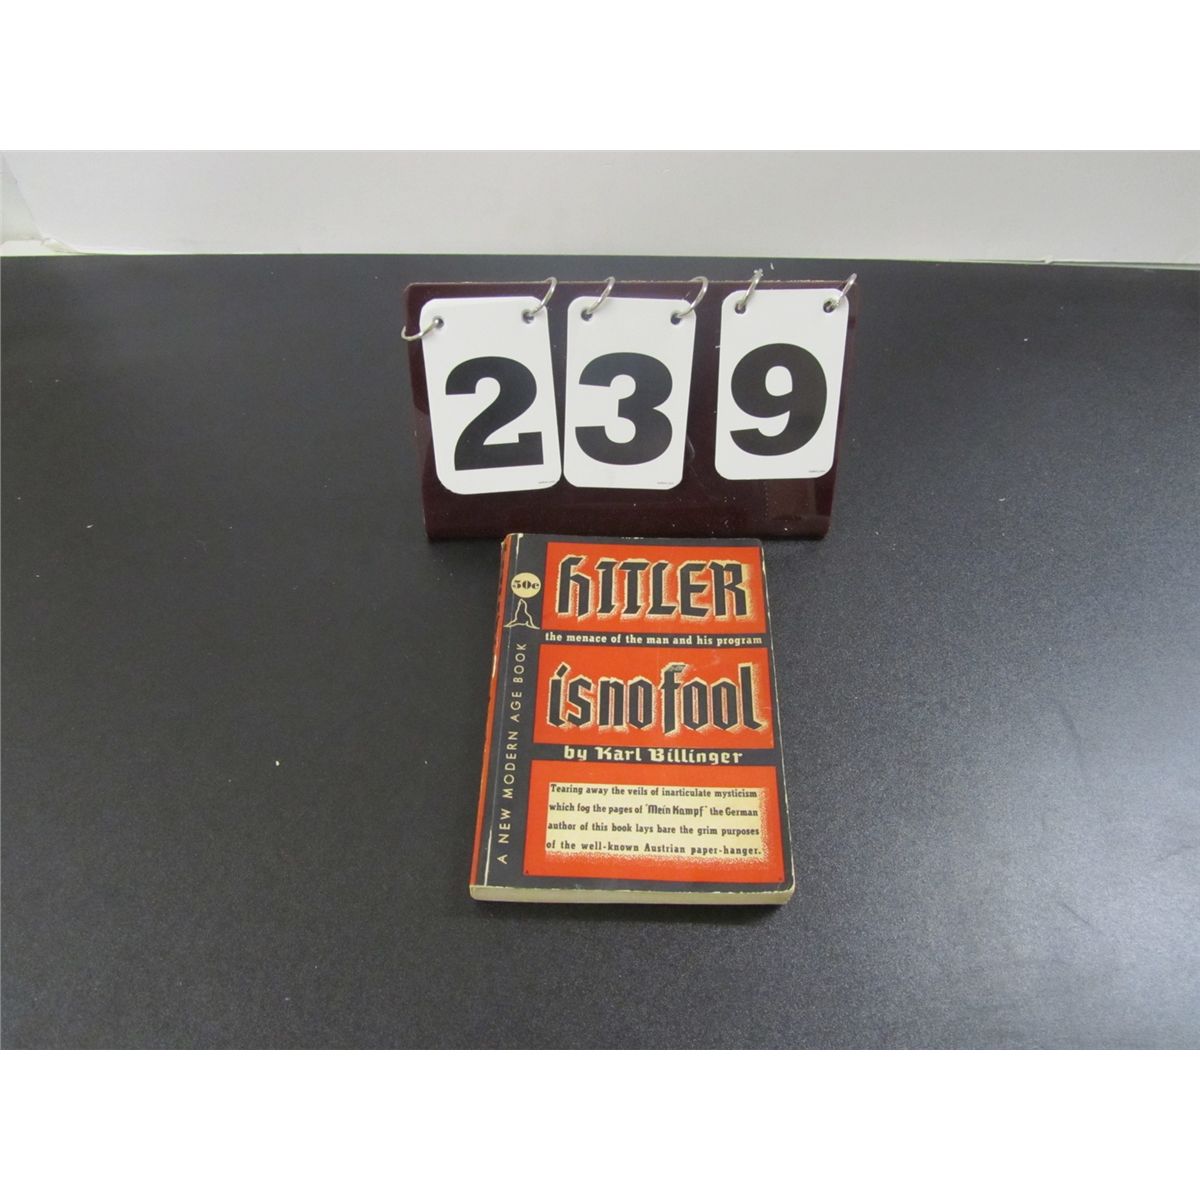 239
50c
A NEW MODERN AGE BOOK
hITLER
the menace of the man and his program
is no fool
by Karl Billinger
Tearing away the veils of inarticulate mysticism
which fog the pages of "Mein Kampf" the German
author of this book lays bare the grim purposes
of the well-known Austrian paper-hanger.